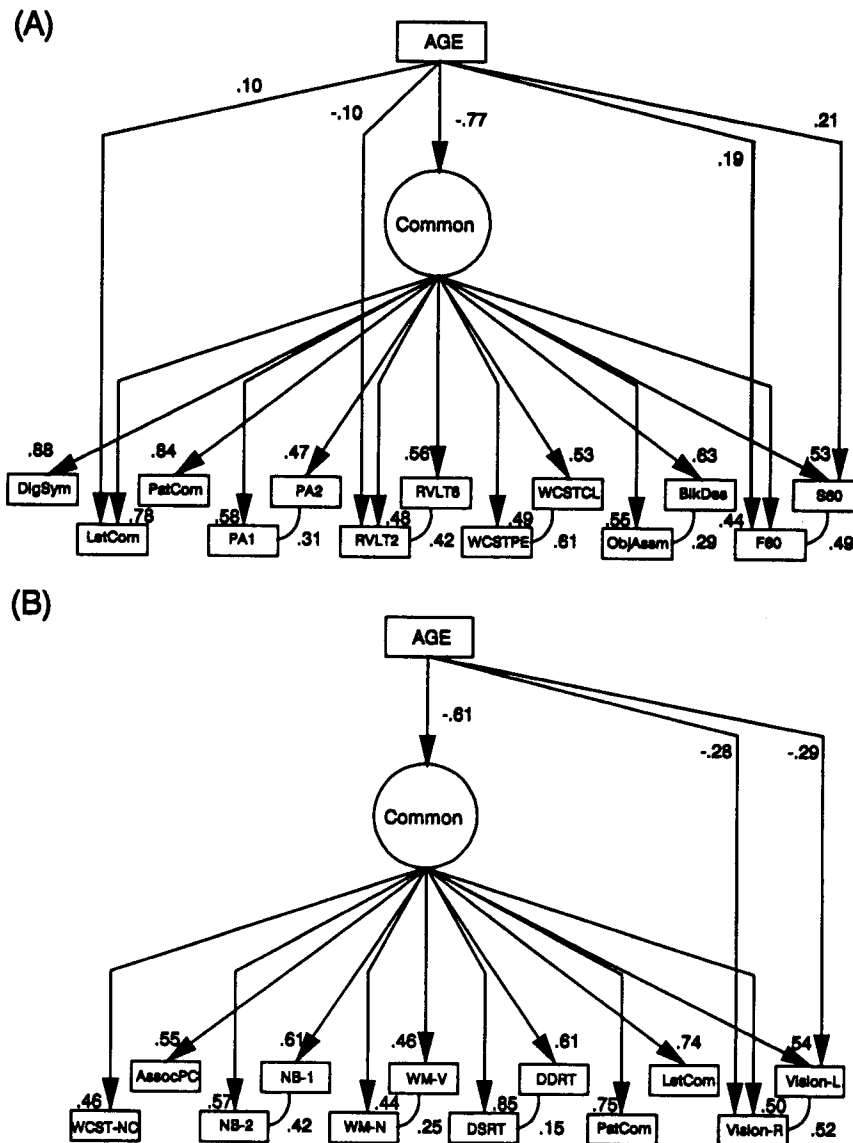 (A)
AGE
.10
-.10
-.77
.19
.21
Common
.88
.84
.47
.56
.53
.63
.53
DigSym
PatCom
PA2
RVLT6
WCSTCL
BlkDes
S60
.78
.58
.48
.49
.55
.44
LetCom
PA1
.31
RVLT2
.42
WCSTPE
.61
ObjAssm
.29
F60
.49
(B)
AGE
-.61
-.28
-.29
Common
.55
.61
.46
.61
.74
.54
AssocPC
NB-1
WM-V
DDRT
LetCom
Vision-L
.46
.57
.44
.85
.75
.50
WCST-NC
NB-2
.42
WM-N
.25
DSRT
.15
PatCom
Vision-R
.52